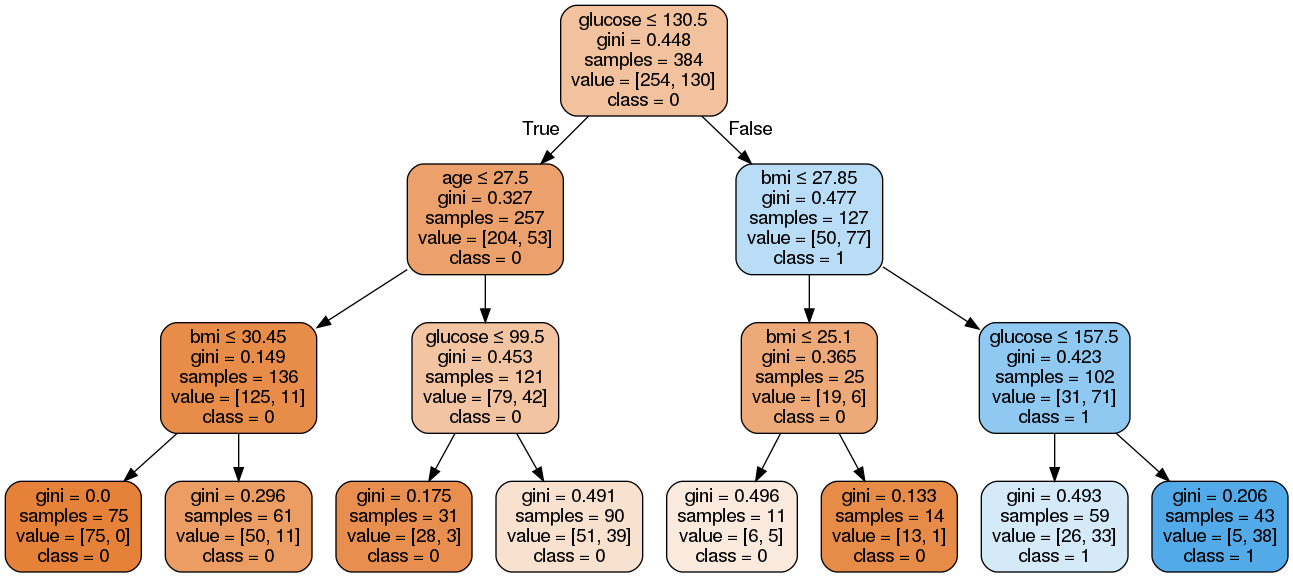 glucose ≤ 130.5
gini = 0.448
samples = 384
value = [254, 130]
class = 0
True
False
age ≤ 27.5
gini = 0.327
samples = 257
value = [204, 53]
class = 0
bmi ≤ 27.85
gini = 0.477
samples = 127
value = [50, 77]
class = 1
bmi ≤ 30.45
gini = 0.149
samples = 136
value = [125, 11]
class = 0
glucose ≤ 99.5
gini = 0.453
samples = 121
value = [79, 42]
class = 0
bmi ≤ 25.1
gini = 0.365
samples = 25
value = [19, 6]
class = 0
glucose ≤ 157.5
gini = 0.423
samples = 102
value = [31, 71]
class = 1
gini = 0.0
samples = 75
value = [75, 0]
class = 0
gini = 0.296
samples = 61
value = [50, 11]
class = 0
gini = 0.175
samples = 31
value = [28, 3]
class = 0
gini = 0.491
samples = 90
value = [51, 39]
class = 0
gini = 0.496
samples = 11
value = [6, 5]
class = 0
gini = 0.133
samples = 14
value = [13, 1]
class = 0
gini = 0.493
samples = 59
value = [26, 33]
class = 1
gini = 0.206
samples = 43
value = [5, 38]
class = 1